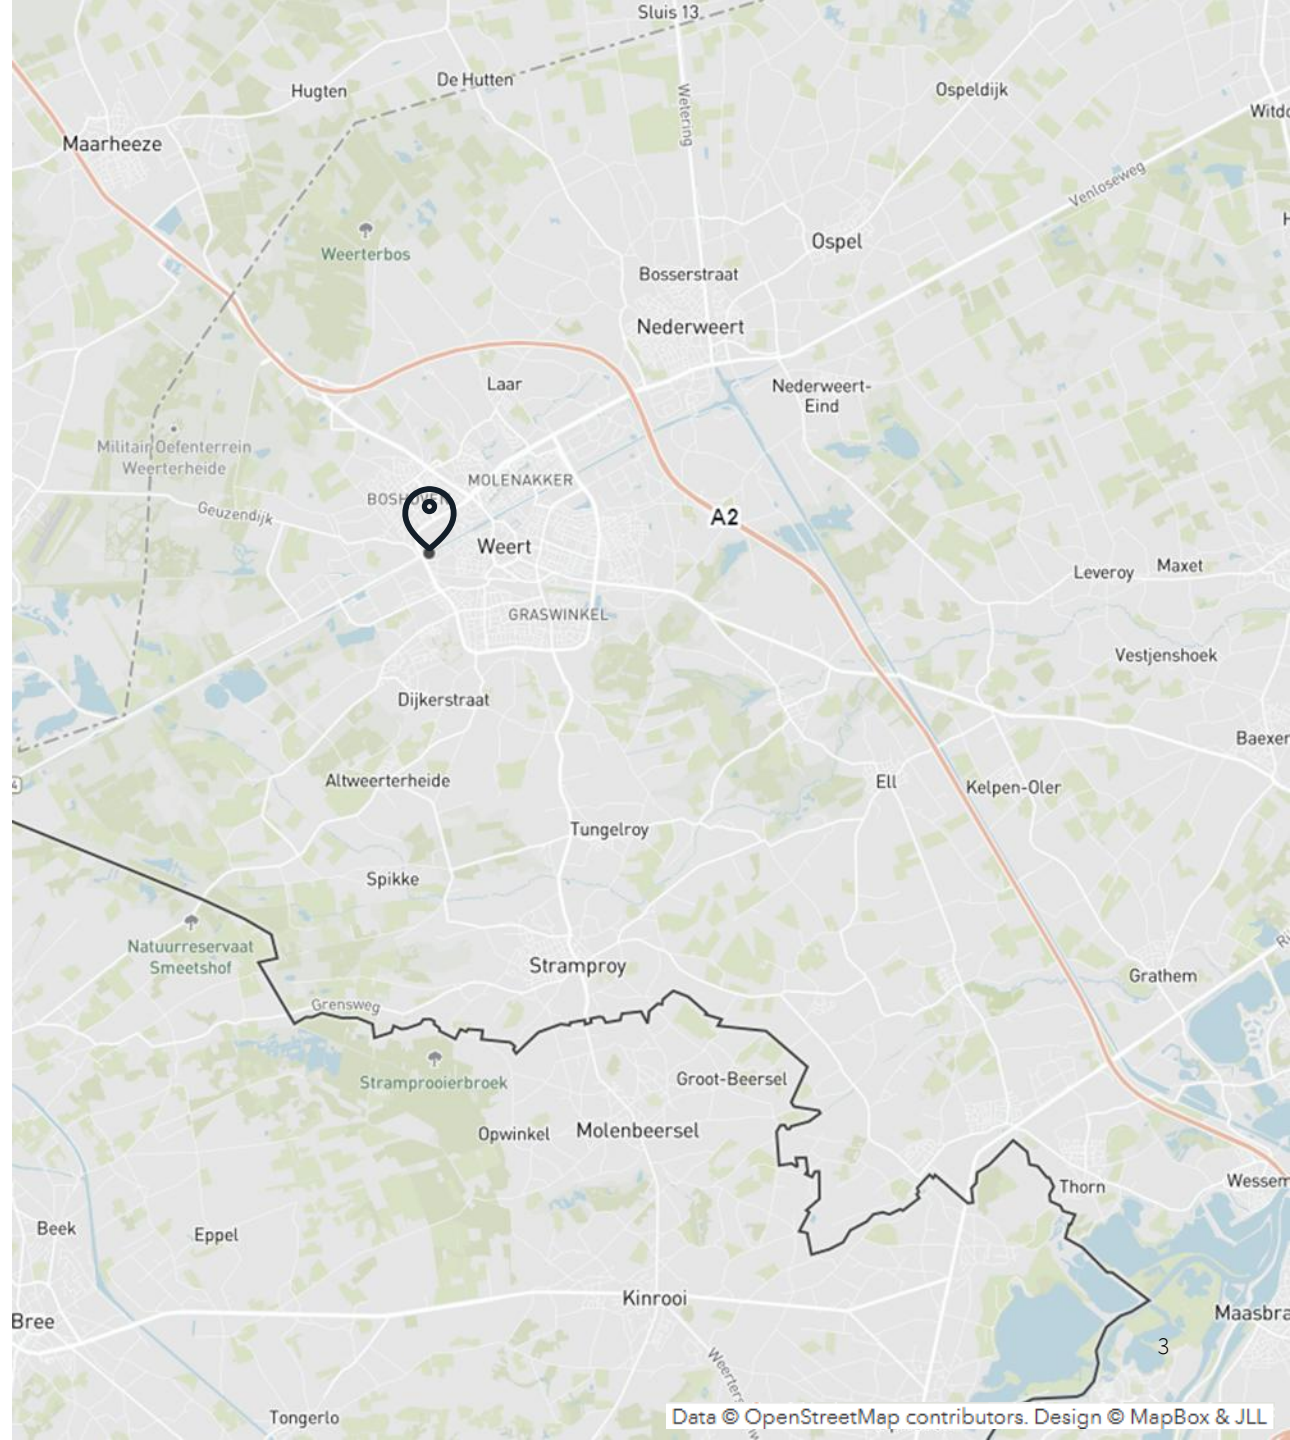 Sluis 13
De Hutten
Hugten
Ospeldijk
Wetering
Maarheeze
Venloseweg
Weerterbos
Ospel
Bosserstraat
Nederweert
Laar
Nederweert-
Eind
Militair Oefenterrein
Weerterheide
MOLENAKKER
Geuzendijk
A2
Weert
Leveroy
Maxet
GRASWINKEL
Vestjenshoek
Dijkerstraat
Altweerterheide
Ell
Kelpen-Oler
Tungelroy
Spikke
Natuurreservaat
Smeetshof
Stramproy
Grathem
Grensweg
Stramprooierbroek
Groot-Beersel
Opwinkel
Molenbeersel
Thorn
Wessem
Beek
Eppel
Kinrooi
Bree
3
Tongerlo
Data © OpenStreetMap contributors. Design © MapBox & JLL